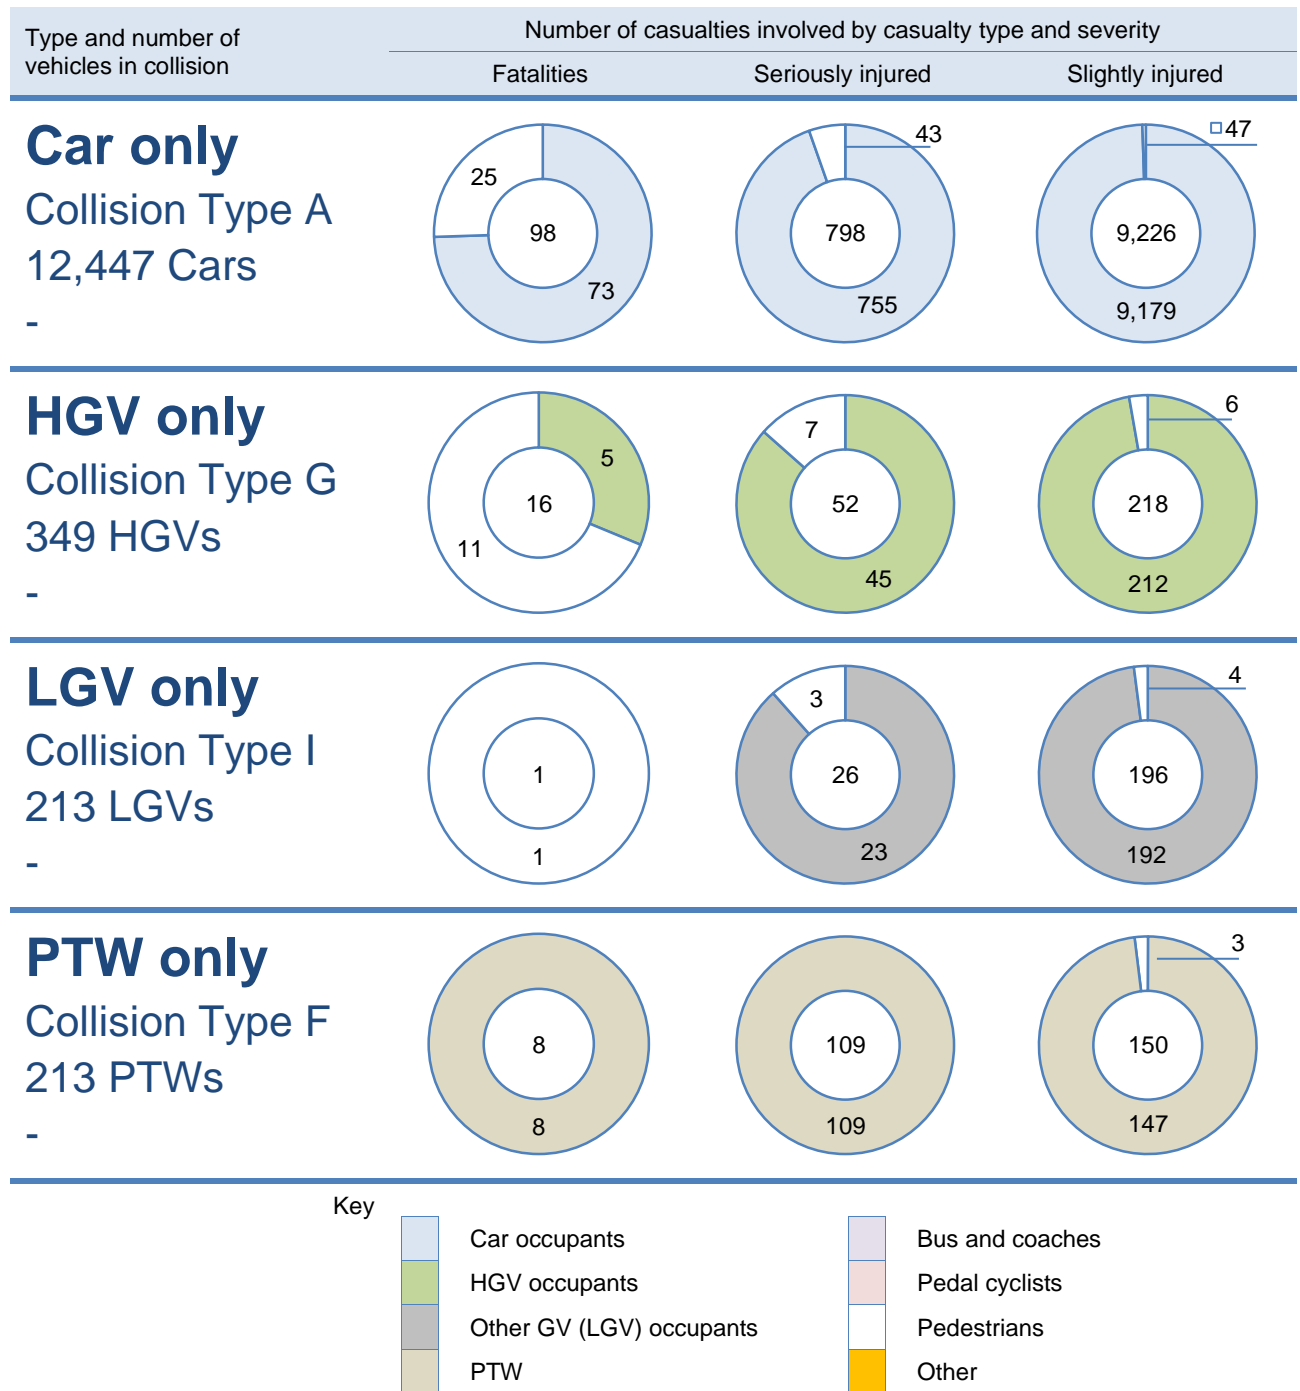 Type and number of
vehicles in collision
Number of casualties involved by casualty type and severity
Fatalities
Seriously injured
Slightly injured
Car only
Collision Type A
12,447 Cars
-
25
98
73
43
798
755
47
9,226
9,179
HGV only
Collision Type G
349 HGVs
-
5
16
11
7
52
45
6
218
212
LGV only
Collision Type I
213 LGVs
-
1
1
3
26
23
4
196
192
PTW only
Collision Type F
213 PTWs
-
8
8
109
109
3
150
147
Key
Car occupants
HGV occupants
Other GV (LGV) occupants
PTW
Bus and coaches
Pedal cyclists
Pedestrians
Other